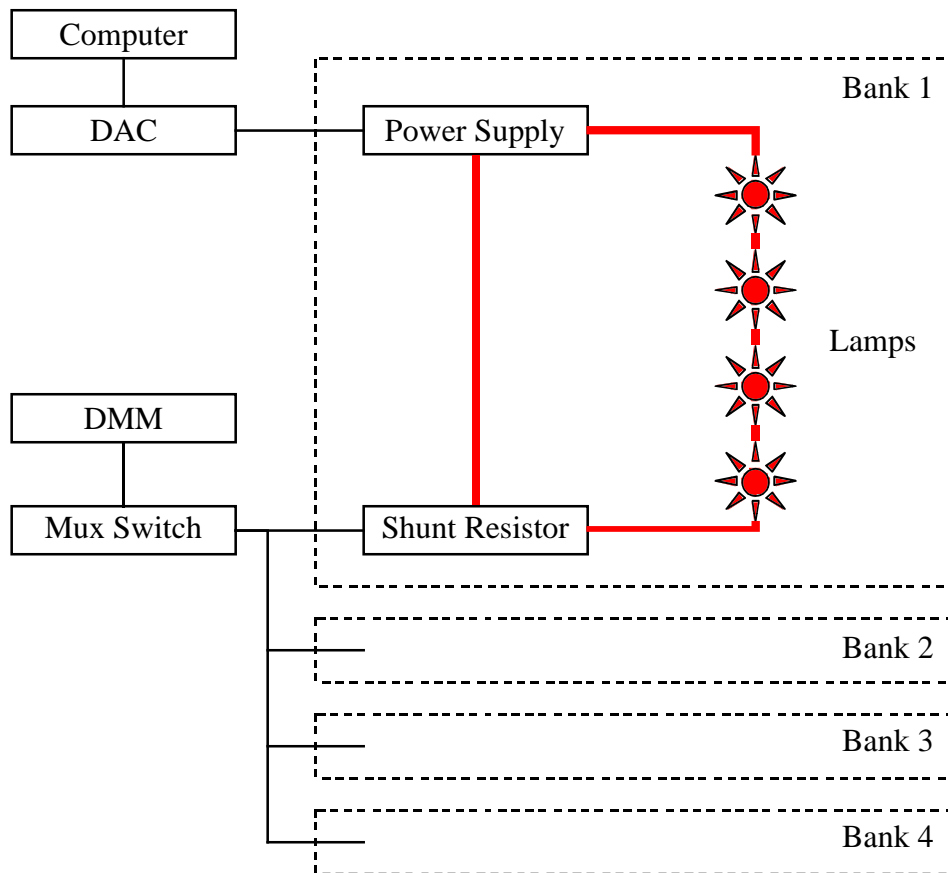 Computer
Bank 1
DAC
Power Supply
Lamps
DMM
Mux Switch
Shunt Resistor
Bank 2
Bank 3
Bank 4